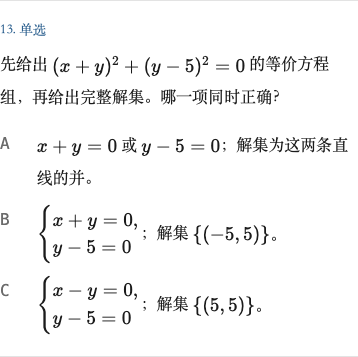 13. 单选
先给出 (x + y)² + (y − 5)² = 0 的等价方程
组，再给出完整解集。哪一项同时正确？
A x + y = 0 或 y − 5 = 0；解集为这两条直
线的并。
B { x + y = 0,
y − 5 = 0 ；解集 {(−5, 5)}。
C { x − y = 0,
y − 5 = 0 ；解集 {(5, 5)}。